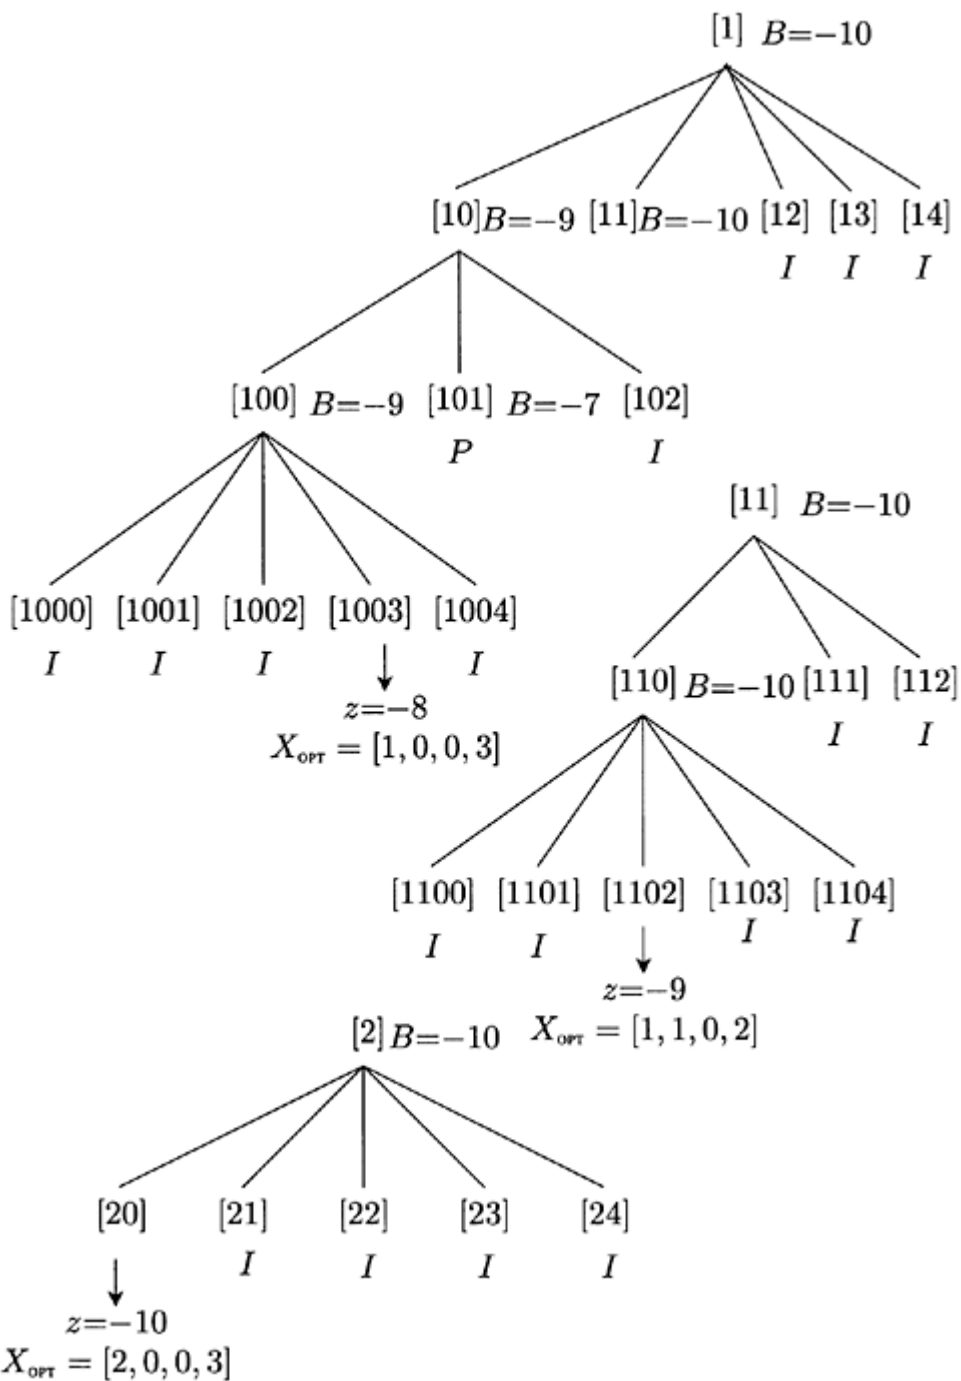 [1] B=−10
[10]B=−9 [11]B=−10 [12] [13] [14]
I I I
[100] B=−9 [101] B=−7 [102]
P I
[11] B=−10
[1000] [1001] [1002] [1003] [1004]
I I I I
z=−8
X_OPT = [1, 0, 0, 3]
[110] B=−10 [111] [112]
I I
[1100] [1101] [1102] [1103] [1104]
I I I I
z=−9
X_OPT = [1, 1, 0, 2]
[2] B=−10
[20] [21] [22] [23] [24]
I I I I
z=−10
X_OPT = [2, 0, 0, 3]